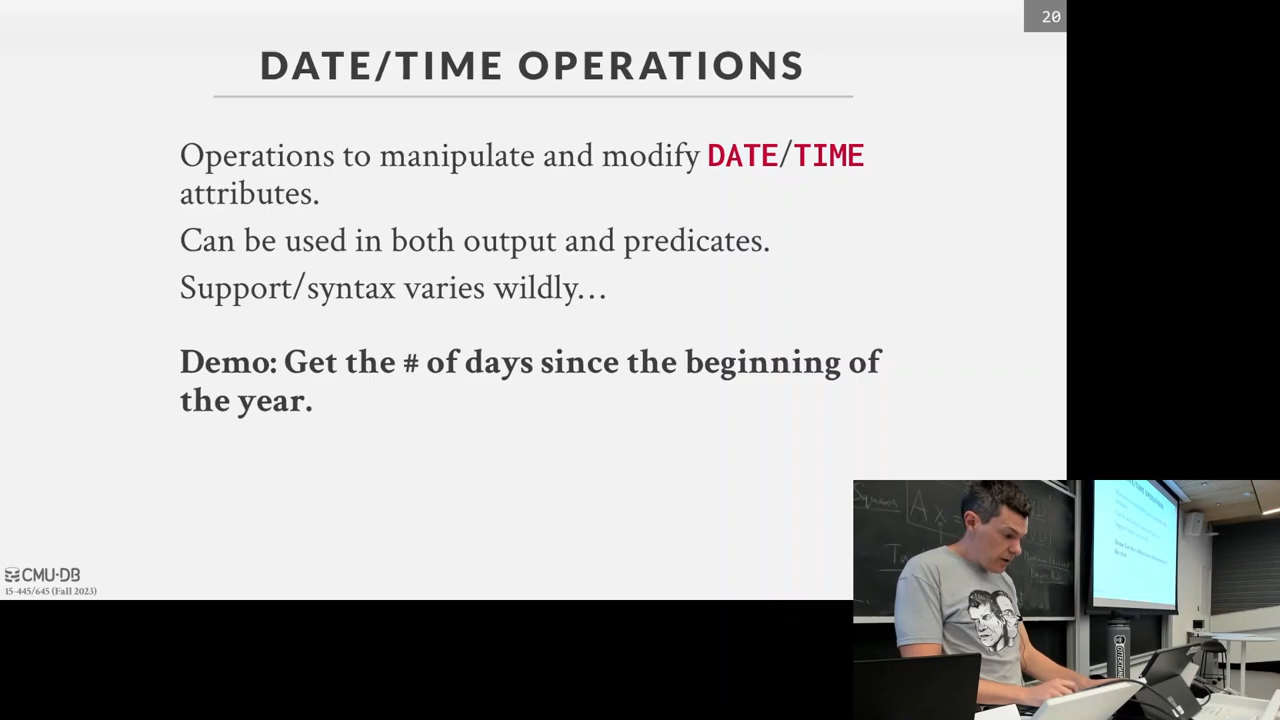 20
DATE/TIME OPERATIONS
Operations to manipulate and modify DATE/TIME
attributes.
Can be used in both output and predicates.
Support/syntax varies wildly…
Demo: Get the # of days since the beginning of
the year.
CMU·DB
15-445/645 (Fall 2023)